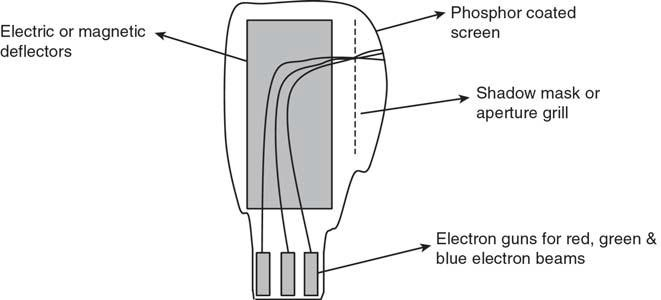 Electric or magnetic
deflectors
Phosphor coated
screen
Shadow mask or
aperture grill
Electron guns for red, green &
blue electron beams